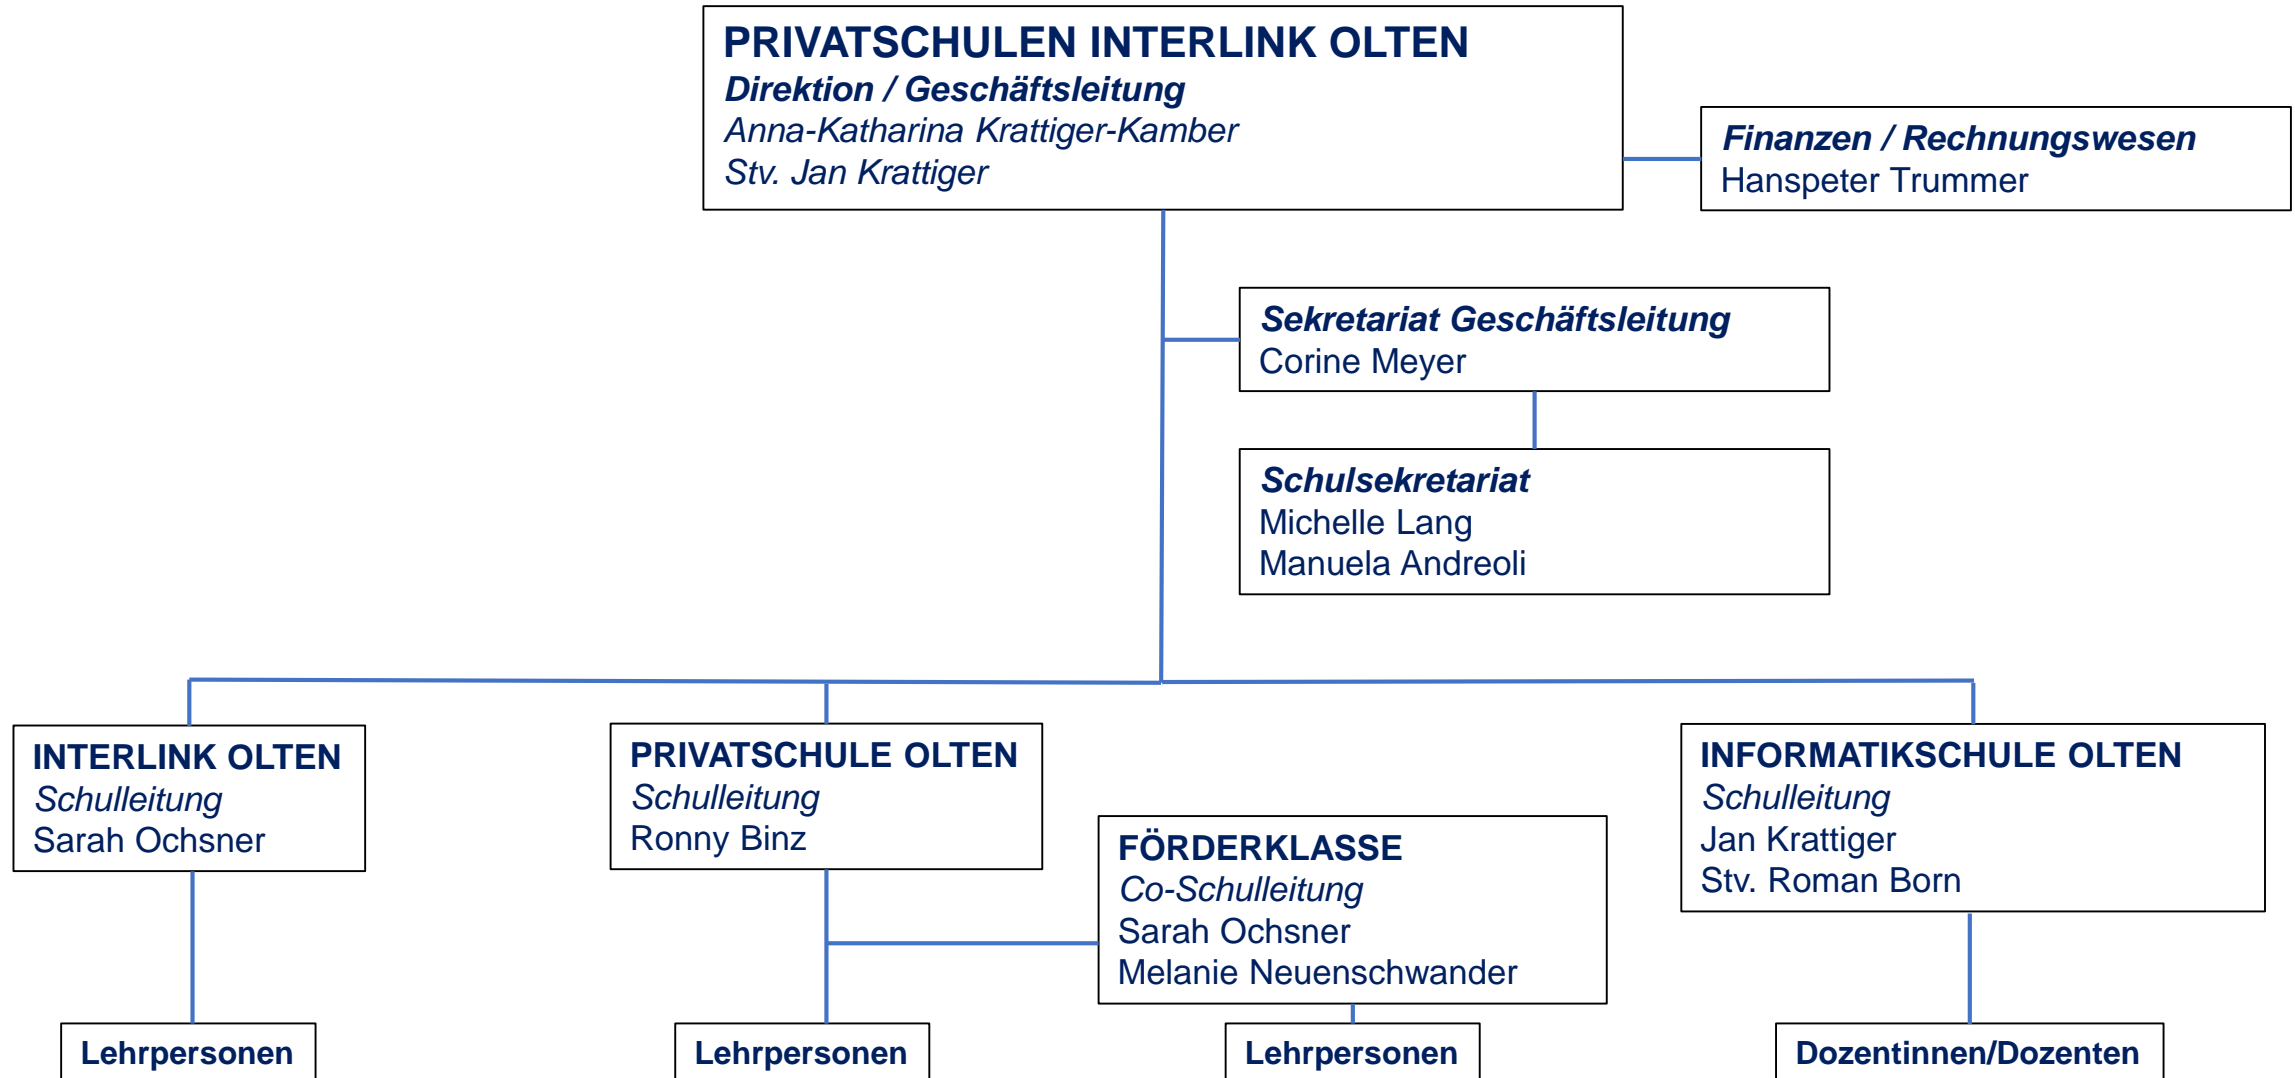 PRIVATSCHULEN INTERLINK OLTEN
Direktion / Geschäftsleitung
Anna-Katharina Krattiger-Kamber
Stv. Jan Krattiger
Finanzen / Rechnungswesen
Hanspeter Trummer
Sekretariat Geschäftsleitung
Corine Meyer
Schulsekretariat
Michelle Lang
Manuela Andreoli
INTERLINK OLTEN
Schulleitung
Sarah Ochsner
PRIVATSCHULE OLTEN
Schulleitung
Ronny Binz
FÖRDERKLASSE
Co-Schulleitung
Sarah Ochsner
Melanie Neuenschwander
INFORMATIKSCHULE OLTEN
Schulleitung
Jan Krattiger
Stv. Roman Born
Lehrpersonen
Lehrpersonen
Lehrpersonen
Dozentinnen/Dozenten